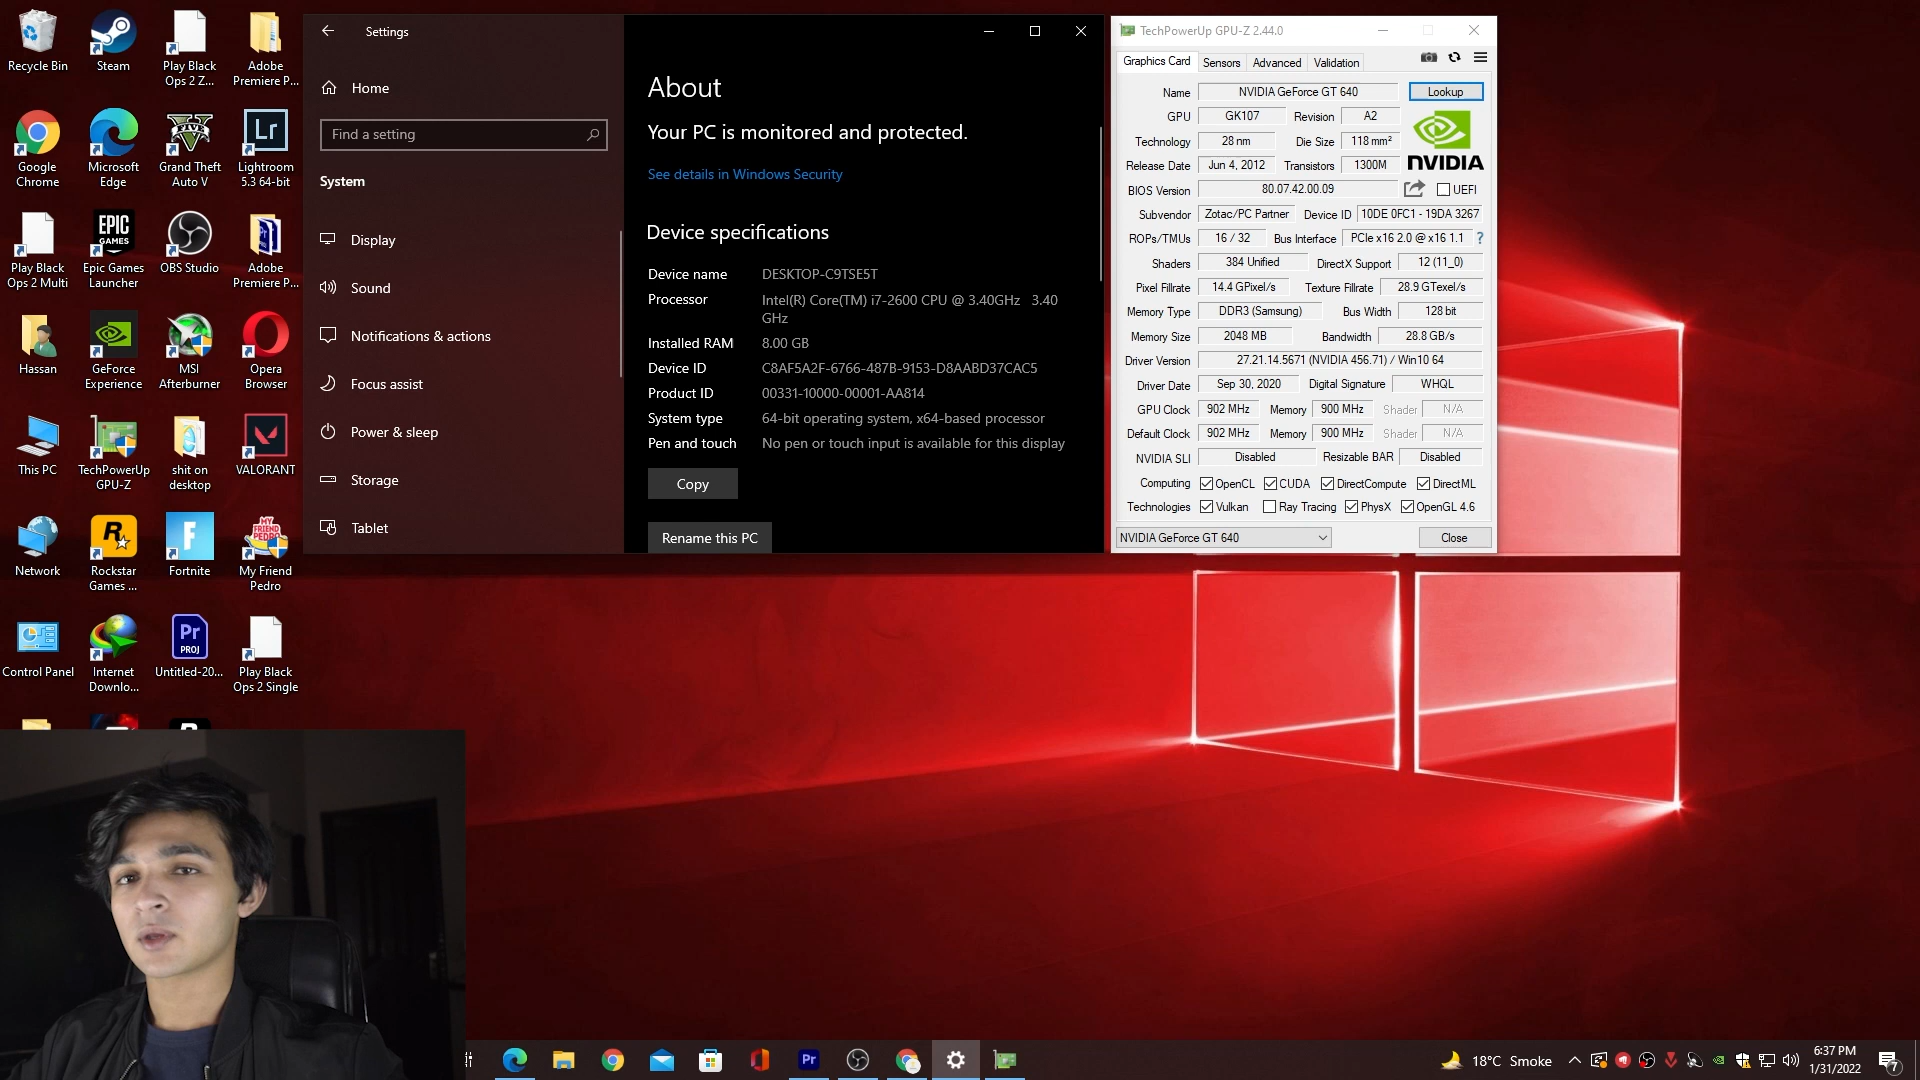 Recycle Bin
Steam
Play Black
Ops 2 Z...
Adobe
Premiere P...
Google
Chrome
Microsoft
Edge
Grand Theft
Auto V
Lr
Lightroom
5.3 64-bit
Play Black
Ops 2 Multi
EPIC
GAMES
Epic Games
Launcher
OBS Studio
Adobe
Premiere P...
Hassan
GeForce
Experience
MSI
Afterburner
Opera
Browser
This PC
TechPowerUp
GPU-Z
shit on
desktop
VALORANT
Network
Rockstar
Games ...
Fortnite
MY
FRIEND
PEDRO
My Friend
Pedro
Control Panel
Internet
Downlo...
Pr
PROJ
Untitled-20...
Play Black
Ops 2 Single
Settings
Home
Find a setting
System
Display
Sound
Notifications & actions
Focus assist
Power & sleep
Storage
Tablet
About
Your PC is monitored and protected.
See details in Windows Security
Device specifications
Device name DESKTOP-C9TSE5T
Processor Intel(R) Core(TM) i7-2600 CPU @ 3.40GHz 3.40
GHz
Installed RAM 8.00 GB
Device ID C8AF5A2F-6766-487B-9153-D8AABD37CAC5
Product ID 00331-10000-00001-AA814
System type 64-bit operating system, x64-based processor
Pen and touch No pen or touch input is available for this display
Copy
Rename this PC
TechPowerUp GPU-Z 2.44.0
Graphics Card Sensors Advanced Validation
Name NVIDIA GeForce GT 640 Lookup
GPU GK107 Revision A2
Technology 28 nm Die Size 118 mm²
NVIDIA
Release Date Jun 4, 2012 Transistors 1300M
BIOS Version 80.07.42.00.09 UEFI
Subvendor Zotac/PC Partner Device ID 10DE 0FC1 - 19DA 3267
ROPs/TMUs 16 / 32 Bus Interface PCIe x16 2.0 @ x16 1.1 ?
Shaders 384 Unified DirectX Support 12 (11_0)
Pixel Fillrate 14.4 GPixel/s Texture Fillrate 28.9 GTexel/s
Memory Type DDR3 (Samsung) Bus Width 128 bit
Memory Size 2048 MB Bandwidth 28.8 GB/s
Driver Version 27.21.14.5671 (NVIDIA 456.71) / Win10 64
Driver Date Sep 30, 2020 Digital Signature WHQL
GPU Clock 902 MHz Memory 900 MHz Shader N/A
Default Clock 902 MHz Memory 900 MHz Shader N/A
NVIDIA SLI Disabled Resizable BAR Disabled
Computing OpenCL CUDA DirectCompute DirectML
Technologies Vulkan Ray Tracing PhysX OpenGL 4.6
NVIDIA GeForce GT 640 Close
Pr
18°C Smoke
6:37 PM
1/31/2022
7